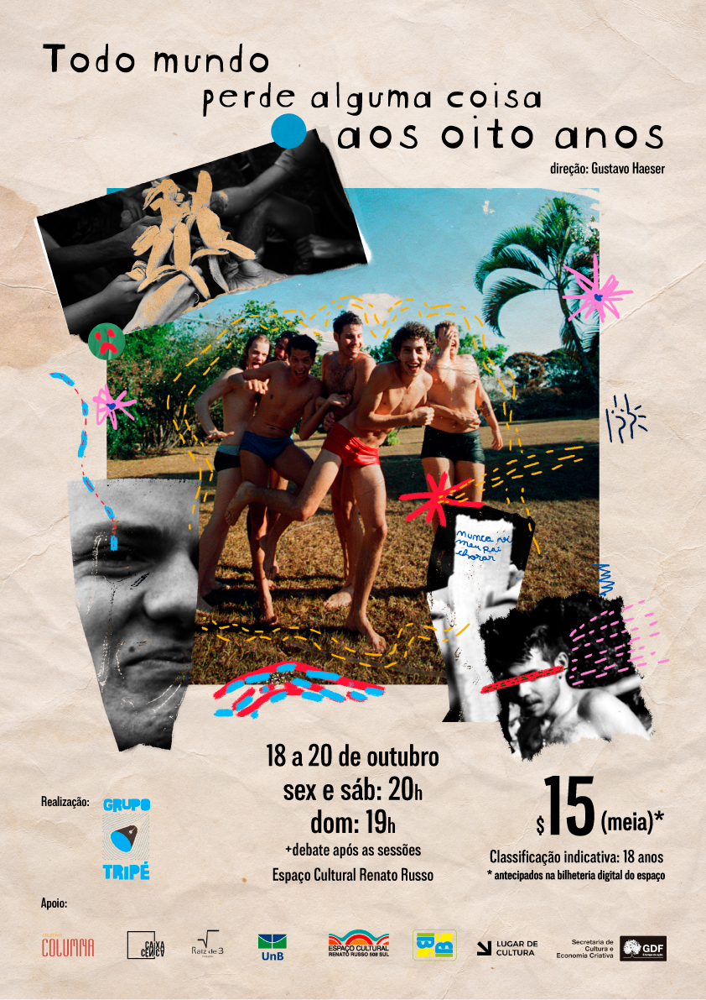 Todo mundo
perde alguma coisa
aos oito anos
direção: Gustavo Haeser
nunca vi
meu pai
chorar
18 a 20 de outubro
sex e sáb: 20h
dom: 19h
+debate após as sessões
Espaço Cultural Renato Russo
$15 (meia)*
Classificação indicativa: 18 anos
* antecipados na bilheteria digital do espaço
Realização:
GRUPO
TRIPÉ
Apoio:
COLUMNA
CAIXA
CÊNICA
Raiz de 3
UnB
ESPAÇO CULTURAL
RENATO RUSSO 508 SUL
LUGAR DE
CULTURA
Secretaria de
Cultura e
Economia Criativa
GDF